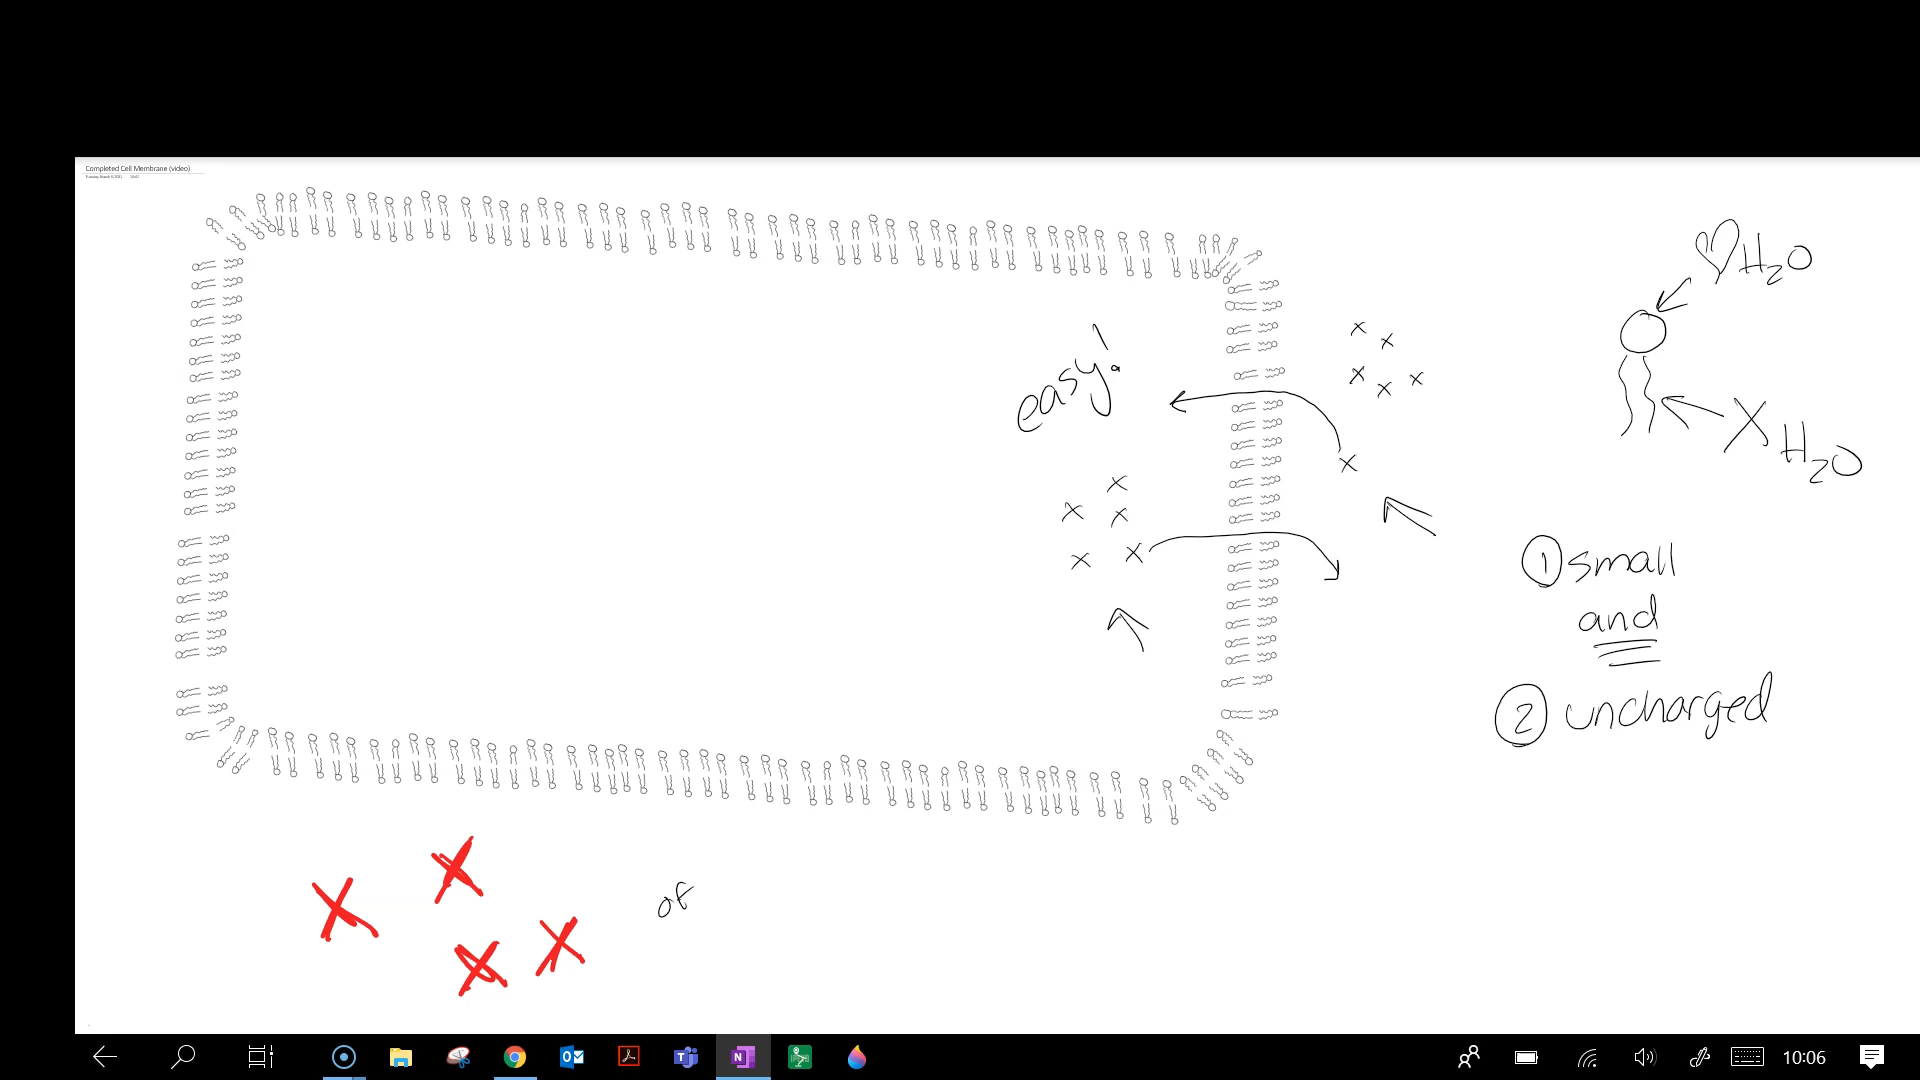 Completed Cell Membrane (video)
♡H₂O
easy!
x x
x x x
X H₂O
x
x
x x
x x
① small
and
② uncharged
X X
X X
of
10:06